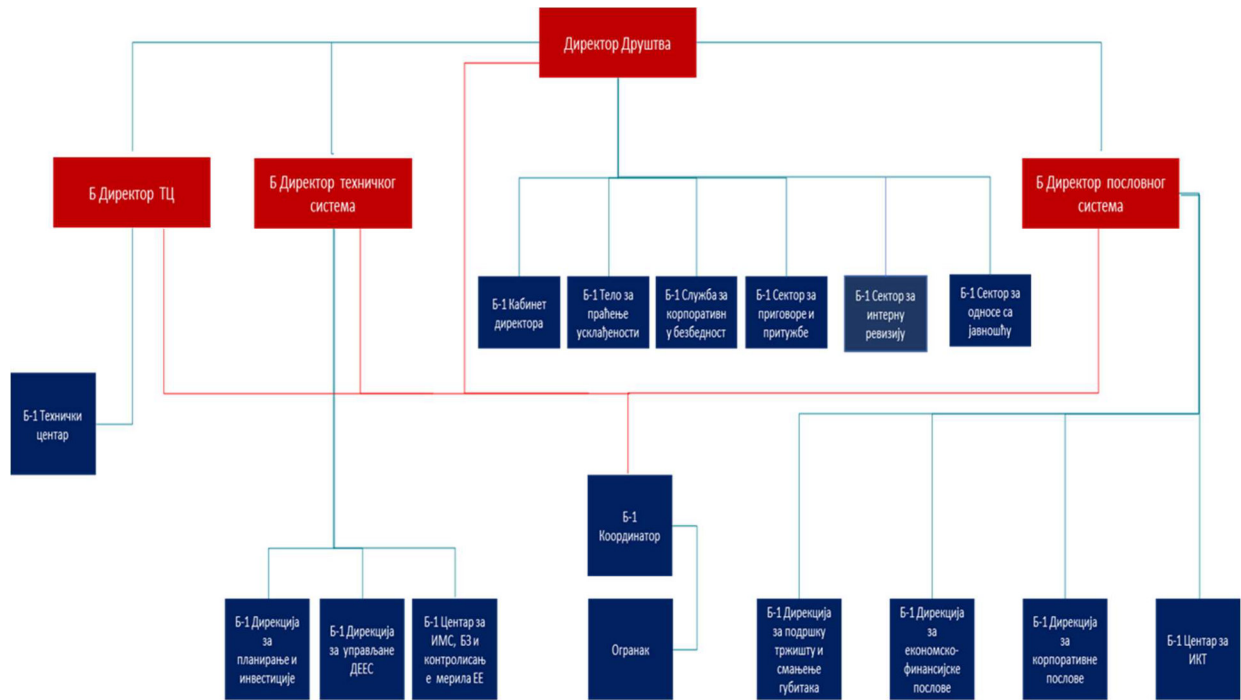 Директор Друштва
Б Директор ТЦ
Б Директор техничког
система
Б Директор пословног
система
Б-1 Кабинет
директора
Б-1 Тело за
праћење
усклађености
Б-1 Служба за
корпоративн
у безбедност
Б-1 Сектор за
приговоре и
притужбе
Б-1 Сектор за
интерну
ревизију
Б-1 Сектор за
односе са
јавношћу
Б-1 Технички
центар
Б-1
Координатор
Б-1 Дирекција
за
планирање и
инвестиције
Б-1 Дирекција
за управљане
ДЕЕС
Б-1 Центар за
ИМС, БЗ и
контролисањ
е мерила ЕЕ
Огранак
Б-1 Дирекција
за подршку
тржишту и
смањење
губитака
Б-1 Дирекција
за
економско-
финансијске
послове
Б-1 Дирекција
за
корпоративне
послове
Б-1 Центар за
ИКТ